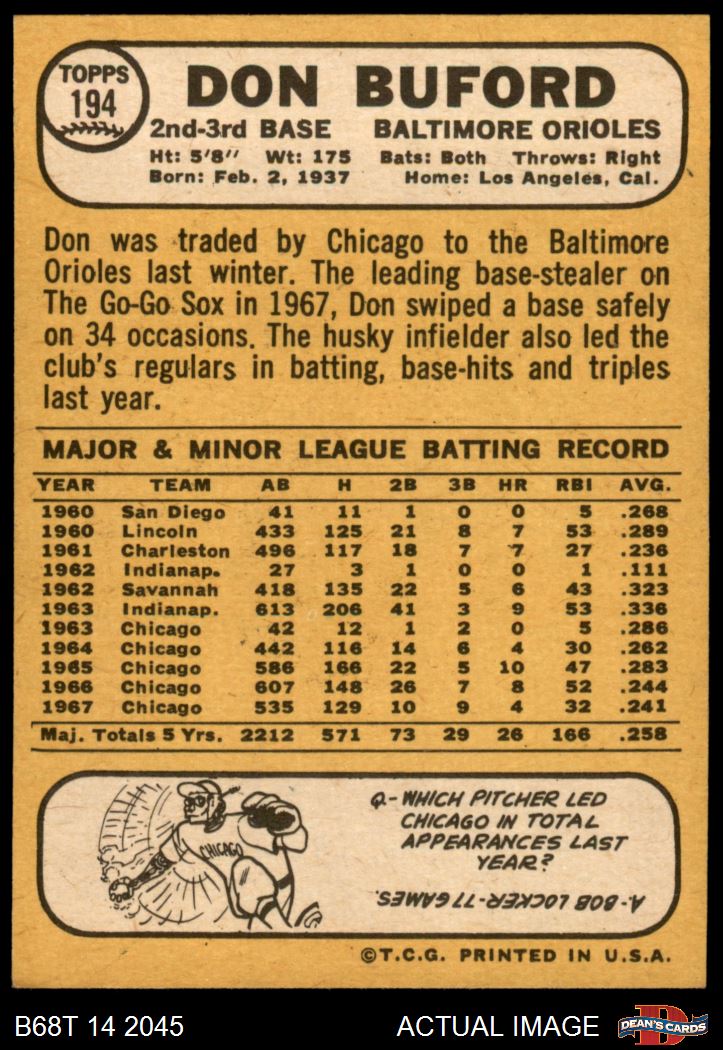 TOPPS
194
DON BUFORD
2nd-3rd BASE BALTIMORE ORIOLES
Ht: 5'8" Wt: 175 Bats: Both Throws: Right
Born: Feb. 2, 1937 Home: Los Angeles, Cal.
Don was traded by Chicago to the Baltimore
Orioles last winter. The leading base-stealer on
The Go-Go Sox in 1967, Don swiped a base safely
on 34 occasions. The husky infielder also led the
club's regulars in batting, base-hits and triples
last year.
MAJOR & MINOR LEAGUE BATTING RECORD
YEAR TEAM AB H 2B 3B HR RBI AVG.
1960 San Diego 41 11 1 0 0 5 .268
1960 Lincoln 433 125 21 8 7 53 .289
1961 Charleston 496 117 18 7 7 27 .236
1962 Indianap. 27 3 1 0 0 1 .111
1962 Savannah 418 135 22 5 6 43 .323
1963 Indianap. 613 206 41 3 9 53 .336
1963 Chicago 42 12 1 2 0 5 .286
1964 Chicago 442 116 14 6 4 30 .262
1965 Chicago 586 166 22 5 10 47 .283
1966 Chicago 607 148 26 7 8 52 .244
1967 Chicago 535 129 10 9 4 32 .241
Maj. Totals 5 Yrs. 2212 571 73 29 26 166 .258
CHICAGO
Q-WHICH PITCHER LED
CHICAGO IN TOTAL
APPEARANCES LAST
YEAR?
A-BOB LOCKER-77 GAMES.
©T.C.G. PRINTED IN U.S.A.
B68T 14 2045 ACTUAL IMAGE
D
DEAN'S CARDS